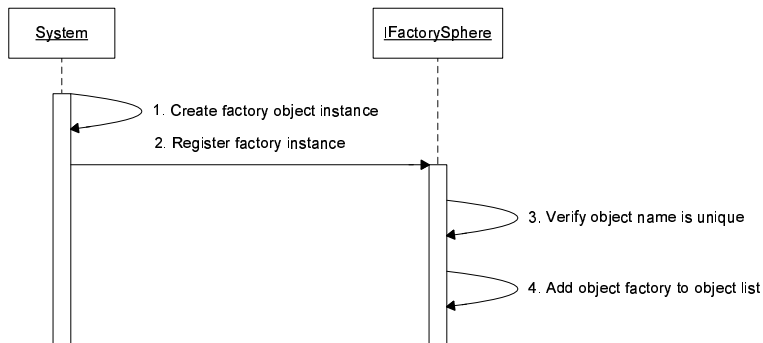 System
IFactorySphere
1. Create factory object instance
2. Register factory instance
3. Verify object name is unique
4. Add object factory to object list